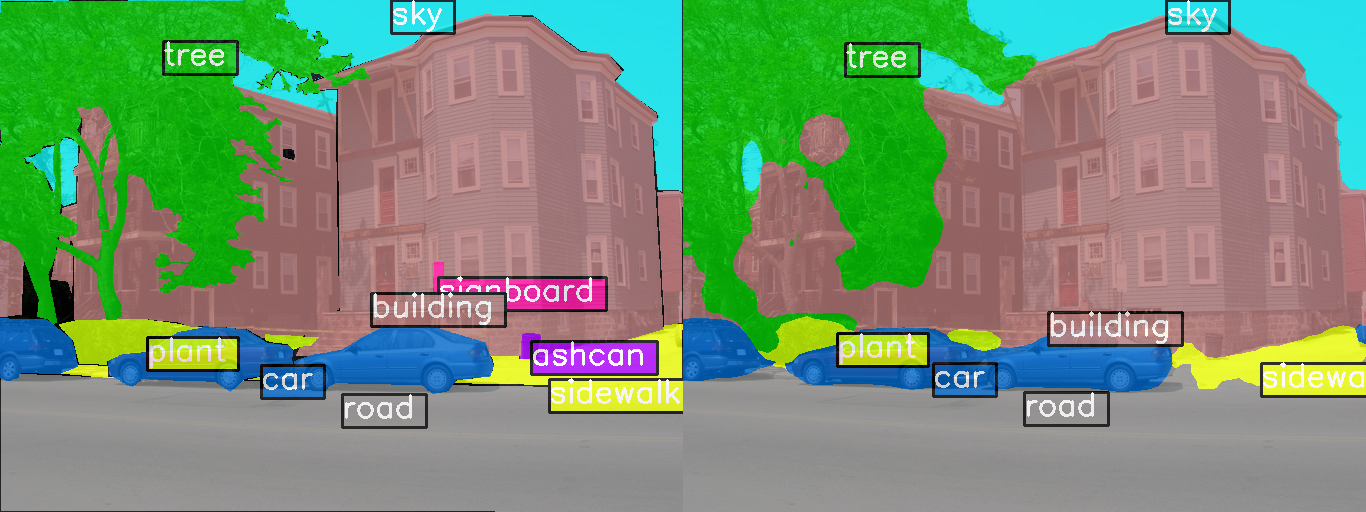 sky
tree
signboard
building
plant
ashcan
car
sidewalk
road
sky
tree
building
plant
car
sidewa
road